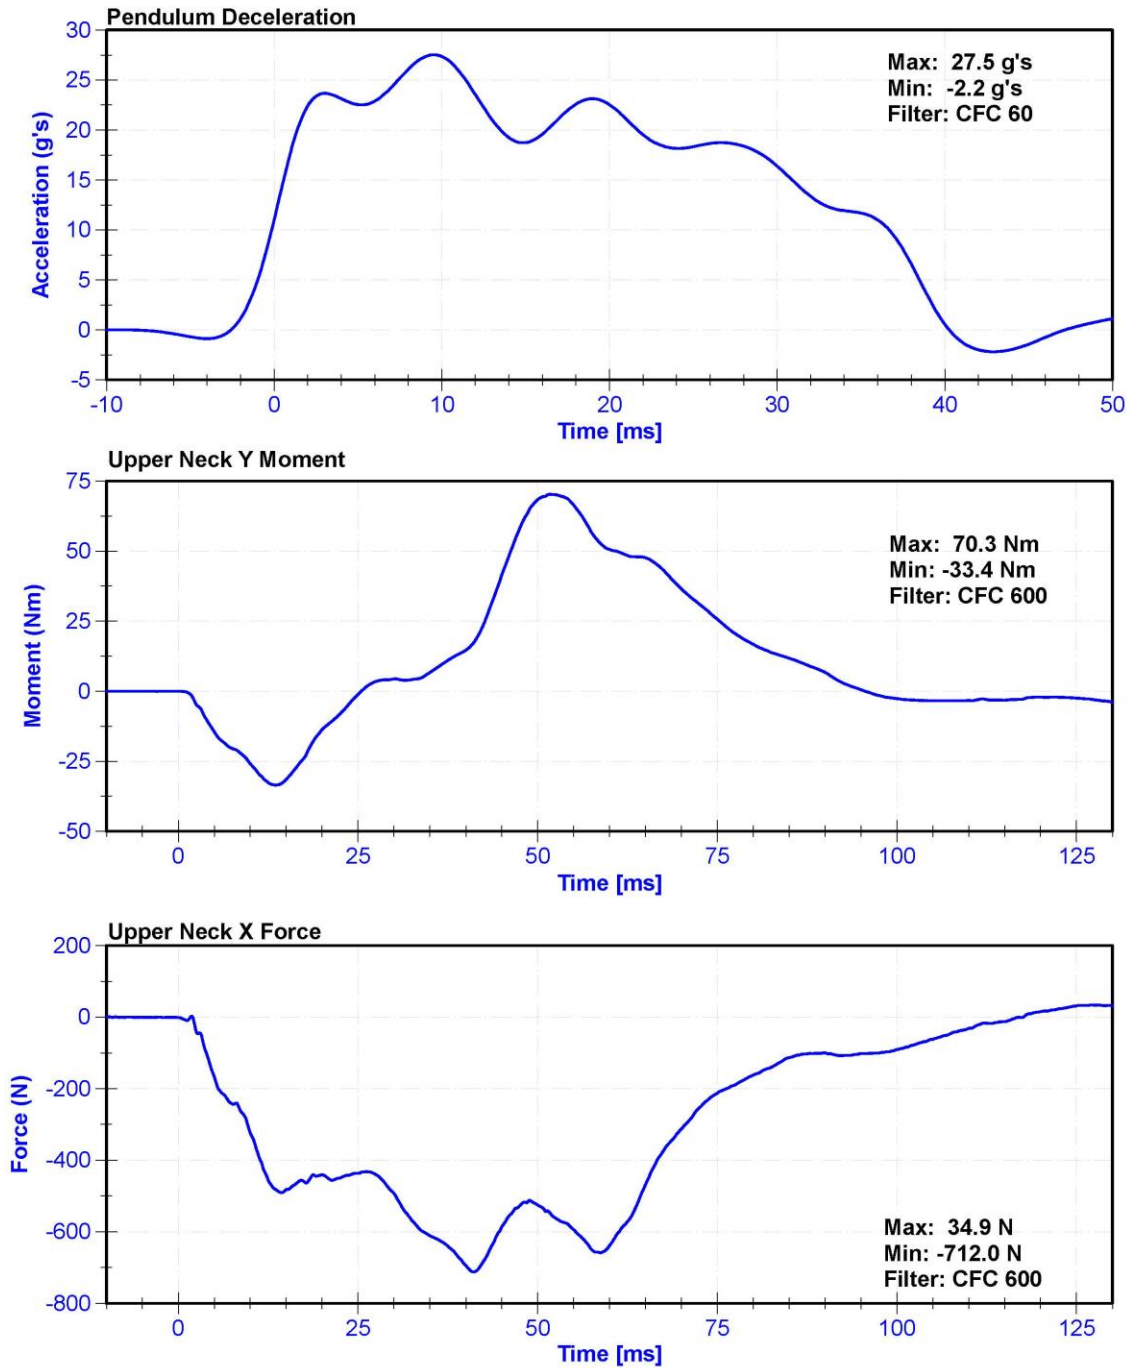 Pendulum Deceleration
30
25
20
15
10
5
0
-5
Acceleration (g's)
Max: 27.5 g's
Min: -2.2 g's
Filter: CFC 60
-10 0 10 20 30 40 50
Time [ms]
Upper Neck Y Moment
75
50
25
0
-25
-50
Moment (Nm)
Max: 70.3 Nm
Min: -33.4 Nm
Filter: CFC 600
0 25 50 75 100 125
Time [ms]
Upper Neck X Force
200
0
-200
-400
-600
-800
Force (N)
Max: 34.9 N
Min: -712.0 N
Filter: CFC 600
0 25 50 75 100 125
Time [ms]